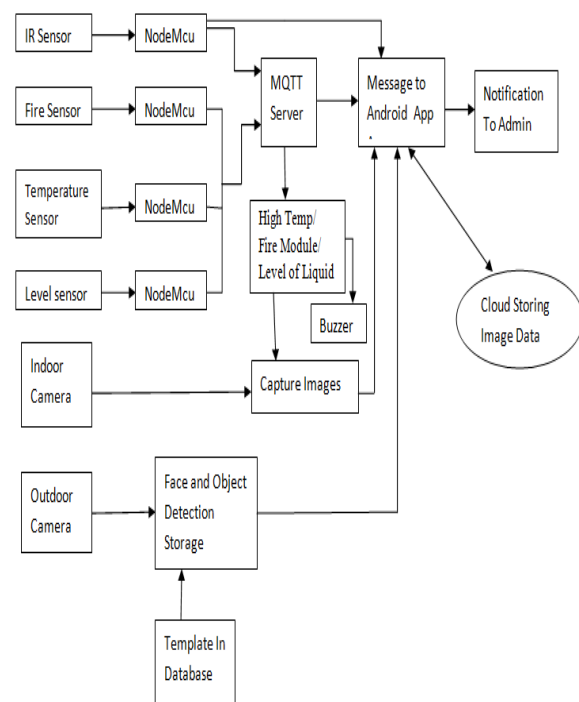 IR Sensor
NodeMcu
MQTT
Server
Message to
Android App
.
Notification
To Admin
Fire Sensor
NodeMcu
Temperature
Sensor
NodeMcu
High Temp/
Fire Module/
Level of Liquid
Level sensor
NodeMcu
Buzzer
Cloud Storing
Image Data
Indoor
Camera
Capture Images
Outdoor
Camera
Face and Object
Detection
Storage
Template In
Database